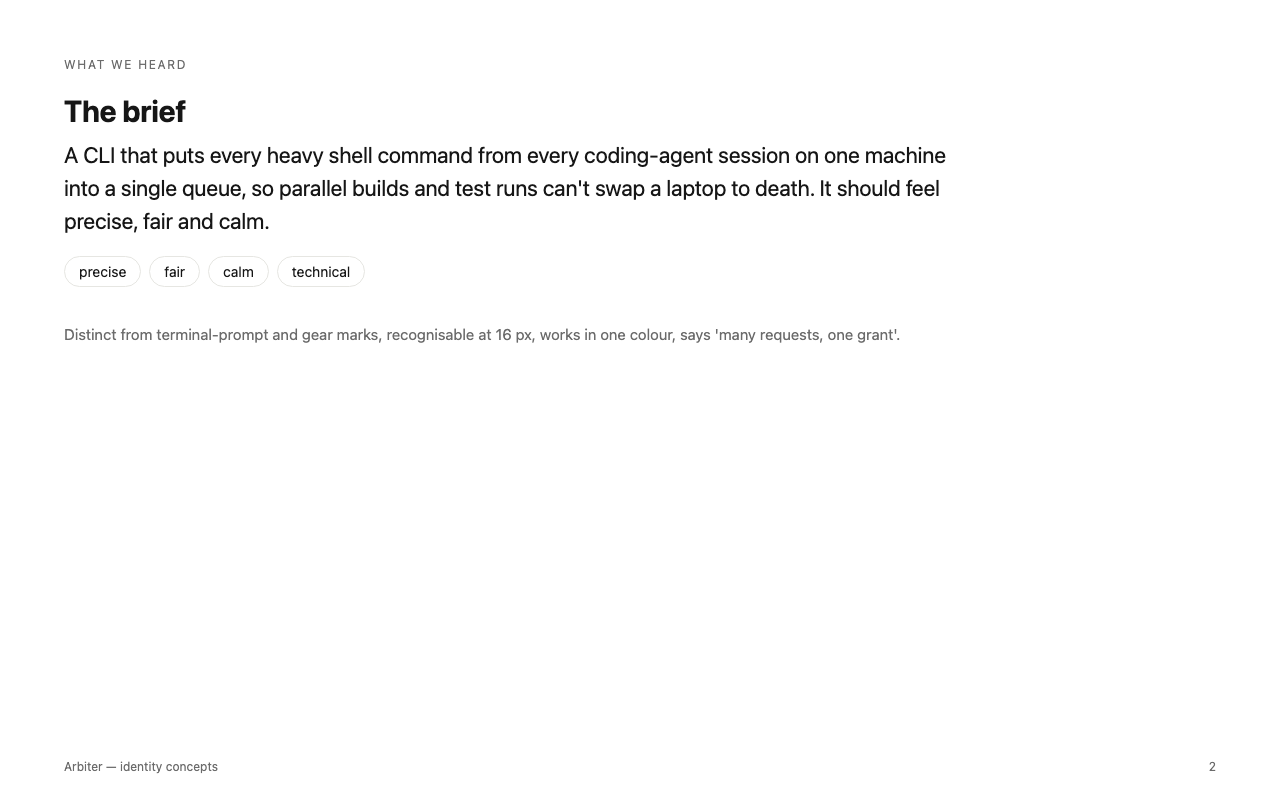 WHAT WE HEARD
The brief
A CLI that puts every heavy shell command from every coding-agent session on one machine
into a single queue, so parallel builds and test runs can't swap a laptop to death. It should feel
precise, fair and calm.
precise fair calm technical
Distinct from terminal-prompt and gear marks, recognisable at 16 px, works in one colour, says 'many requests, one grant'.
Arbiter — identity concepts 2